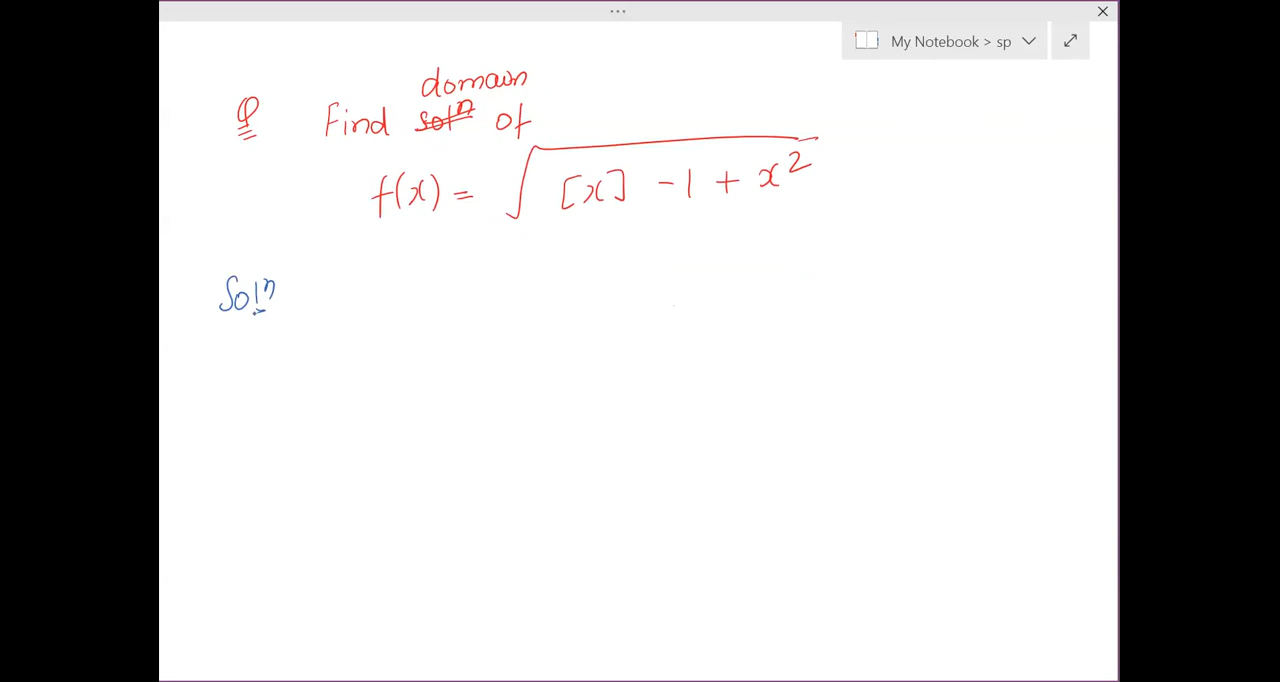 My Notebook > sp
domain
Q Find solⁿ of
f(x) = √([x] - 1 + x²)
Solⁿ